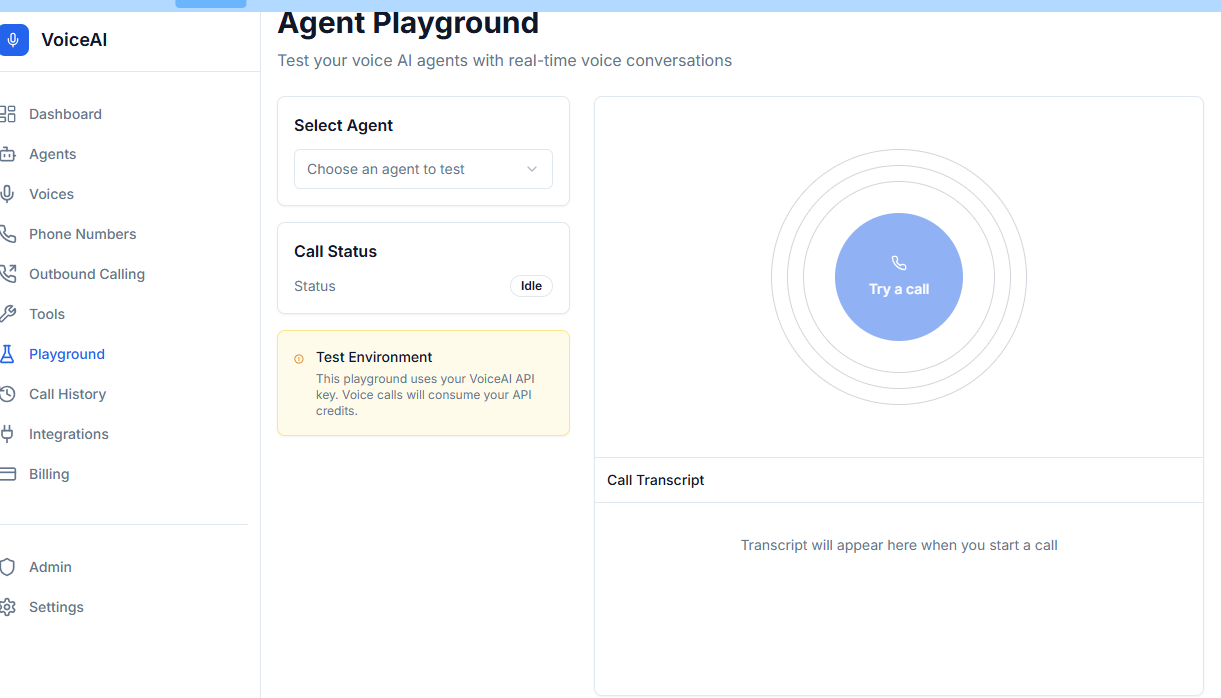 VoiceAI
Dashboard
Agents
Voices
Phone Numbers
Outbound Calling
Tools
Playground
Call History
Integrations
Billing
Admin
Settings
Agent Playground
Test your voice AI agents with real-time voice conversations
Select Agent
Choose an agent to test
Call Status
Status
Idle
Test Environment
This playground uses your VoiceAI API
key. Voice calls will consume your API
credits.
Try a call
Call Transcript
Transcript will appear here when you start a call